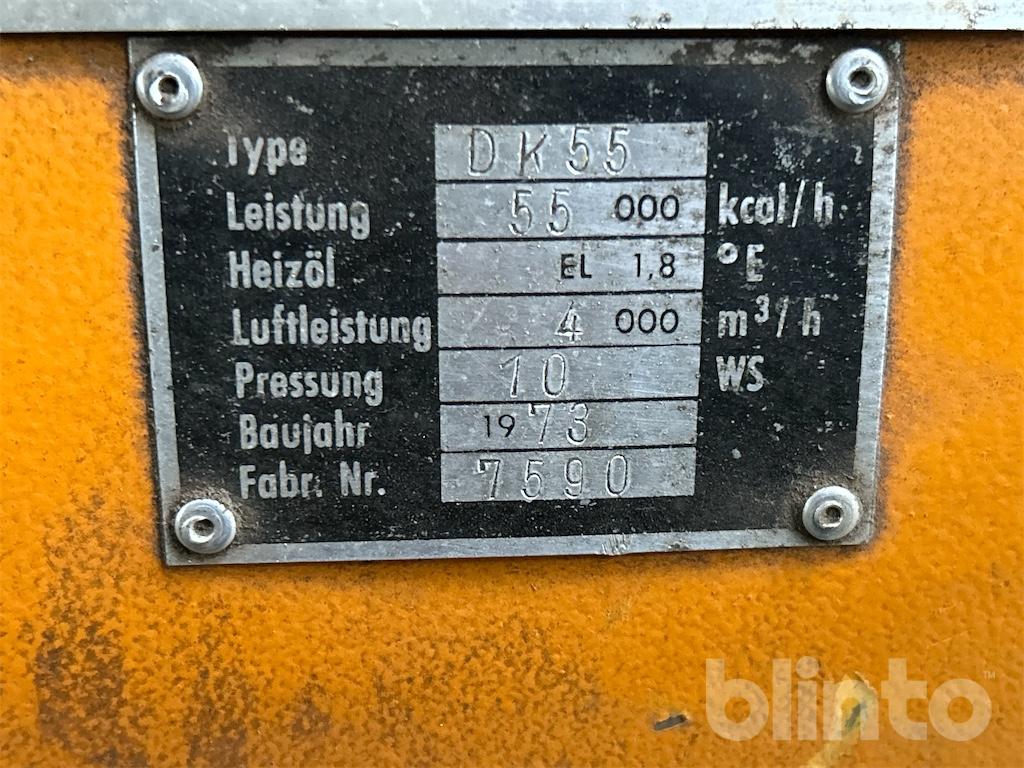 Type DK55
Leistung 55 000 kcal/h
Heizöl EL 1,8 °E
Luftleistung 4 000 m³/h
Pressung 10 WS
Baujahr 1973
Fabr. Nr. 7590
blinto™